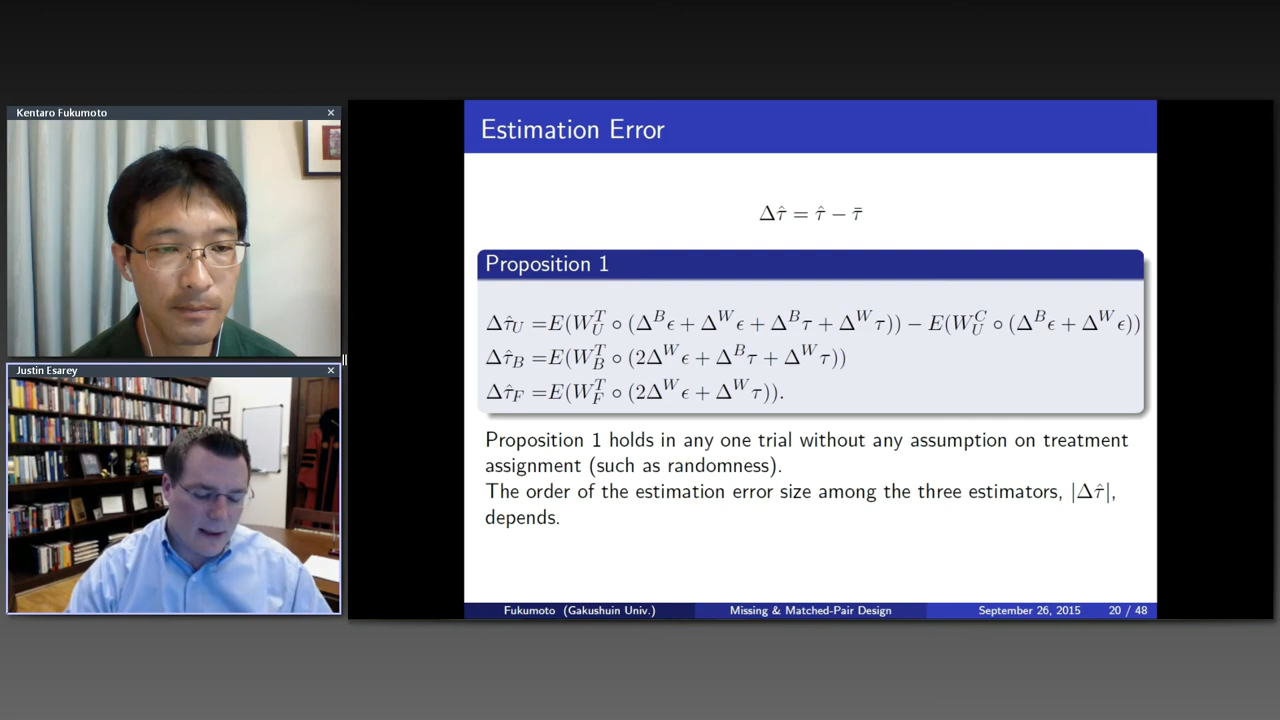 Kentaro Fukumoto
Justin Esarey
Estimation Error
Δτ̂ = τ̂ − τ̄
Proposition 1
Δτ̂_U =E(W_U^T ∘ (Δ^B ϵ + Δ^W ϵ + Δ^B τ + Δ^W τ)) − E(W_U^C ∘ (Δ^B ϵ + Δ^W ϵ))
Δτ̂_B =E(W_B^T ∘ (2Δ^W ϵ + Δ^B τ + Δ^W τ))
Δτ̂_F =E(W_F^T ∘ (2Δ^W ϵ + Δ^W τ)).
Proposition 1 holds in any one trial without any assumption on treatment
assignment (such as randomness).
The order of the estimation error size among the three estimators, |Δτ̂|,
depends.
Fukumoto (Gakushuin Univ.) Missing & Matched-Pair Design September 26, 2015 20 / 48